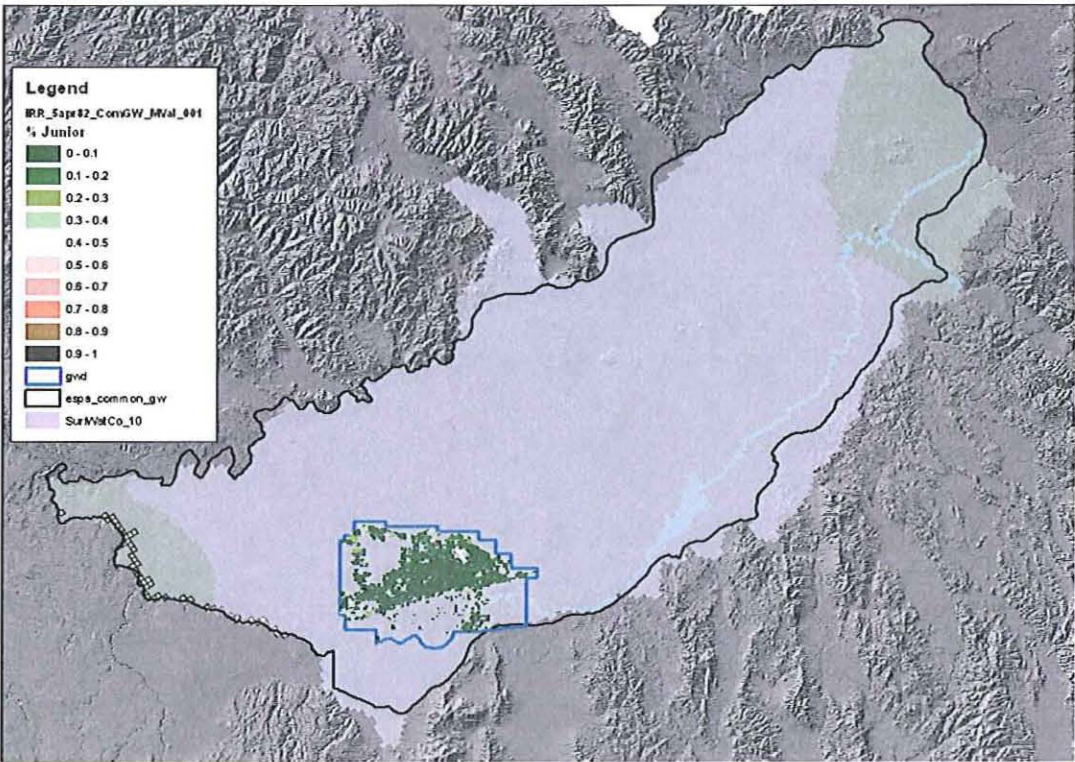 Legend
IRR_5apr82_ComGW_MVal_001
% Junior
0 - 0.1
0.1 - 0.2
0.2 - 0.3
0.3 - 0.4
0.4 - 0.5
0.5 - 0.6
0.6 - 0.7
0.7 - 0.8
0.8 - 0.9
0.9 - 1
gwd
espa_common_gw
SurfWatCo_10